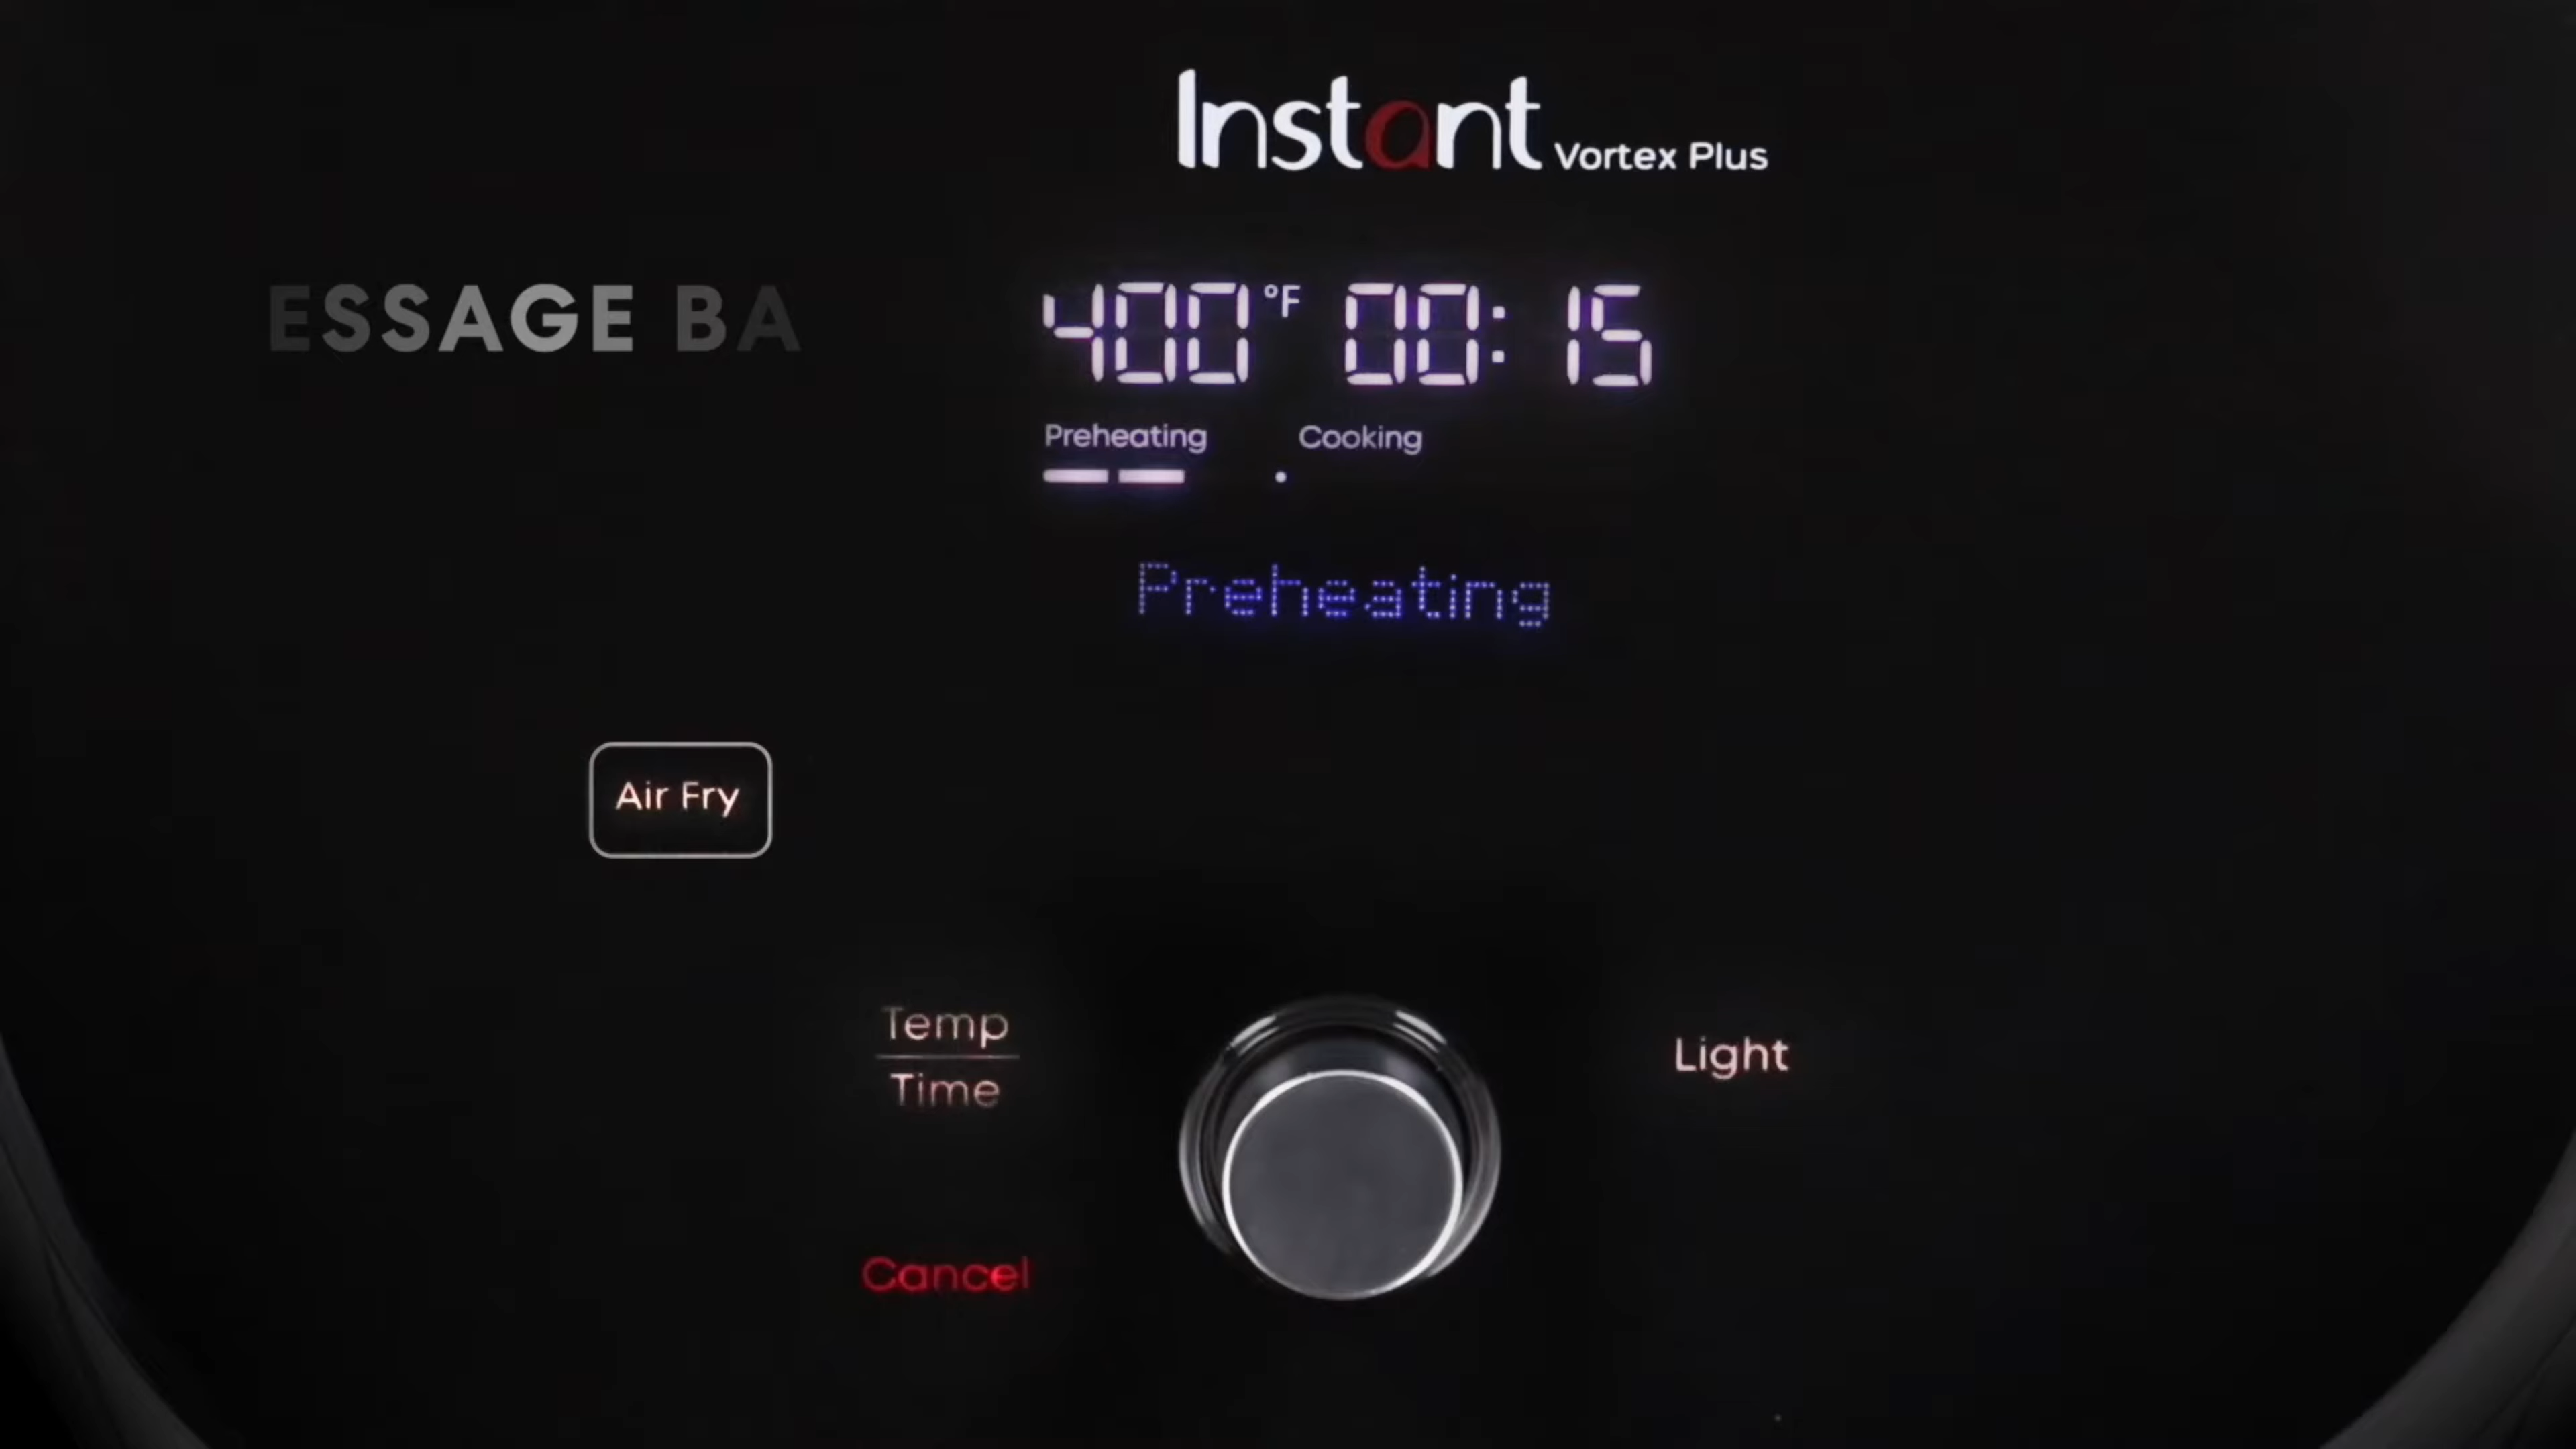 Instant Vortex Plus
ESSAGE BA
400°F 00:15
Preheating Cooking
Preheating
Air Fry
Temp
Time
Light
Cancel